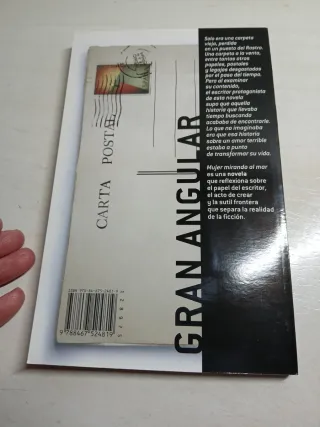 Solo era una carpeta
vieja, perdida
en un puesto del Rastro.
Una carpeta a la venta,
entre tantos otros
papeles, postales
y legajos desgastados
por el paso del tiempo.
Pero al examinar
su contenido,
el escritor protagonista
de esta novela
supo que aquella
historia que llevaba
tiempo buscando
acababa de encontrarle.
Lo que no imaginaba
era que esa historia
sobre un amor terrible
estaba a punto
de transformar su vida.
Mujer mirando al mar
es una novela
que reflexiona sobre
el papel del escritor,
el acto de crear
y la sutil frontera
que separa la realidad
de la ficción.
CARTA POSTAL
GRAN ANGULAR
9 788467 524819